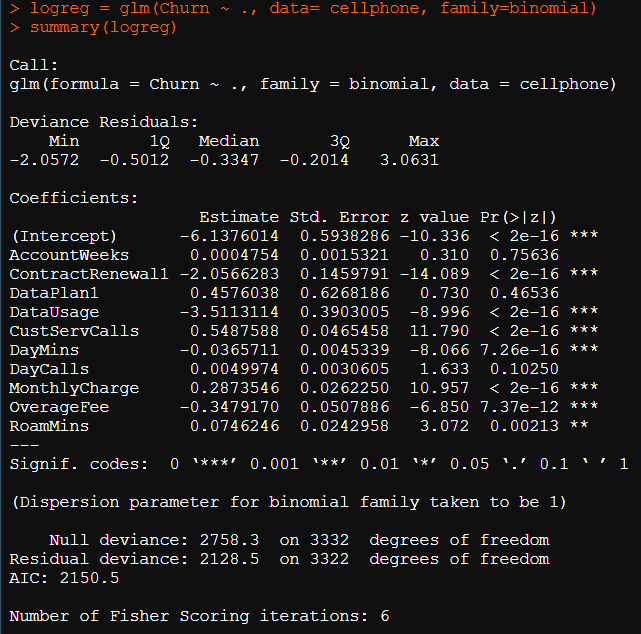 > logreg = glm(Churn ~ ., data= cellphone, family=binomial)
> summary(logreg)
Call:
glm(formula = Churn ~ ., family = binomial, data = cellphone)
Deviance Residuals:
    Min       1Q   Median       3Q      Max
-2.0572  -0.5012  -0.3347  -0.2014   3.0631
Coefficients:
                   Estimate Std. Error z value Pr(>|z|)
(Intercept)      -6.1376014  0.5938286 -10.336  < 2e-16 ***
AccountWeeks      0.0004754  0.0015321   0.310  0.75636
ContractRenewal1 -2.0566283  0.1459791 -14.089  < 2e-16 ***
DataPlan1         0.4576038  0.6268186   0.730  0.46536
DataUsage        -3.5113114  0.3903005  -8.996  < 2e-16 ***
CustServCalls     0.5487588  0.0465458  11.790  < 2e-16 ***
DayMins          -0.0365711  0.0045339  -8.066 7.26e-16 ***
DayCalls          0.0049974  0.0030605   1.633  0.10250
MonthlyCharge     0.2873546  0.0262250  10.957  < 2e-16 ***
OverageFee       -0.3479170  0.0507886  -6.850 7.37e-12 ***
RoamMins          0.0746246  0.0242958   3.072  0.00213 **
---
Signif. codes:  0 ‘***’ 0.001 ‘**’ 0.01 ‘*’ 0.05 ‘.’ 0.1 ‘ ’ 1
(Dispersion parameter for binomial family taken to be 1)
    Null deviance: 2758.3  on 3332  degrees of freedom
Residual deviance: 2128.5  on 3322  degrees of freedom
AIC: 2150.5
Number of Fisher Scoring iterations: 6